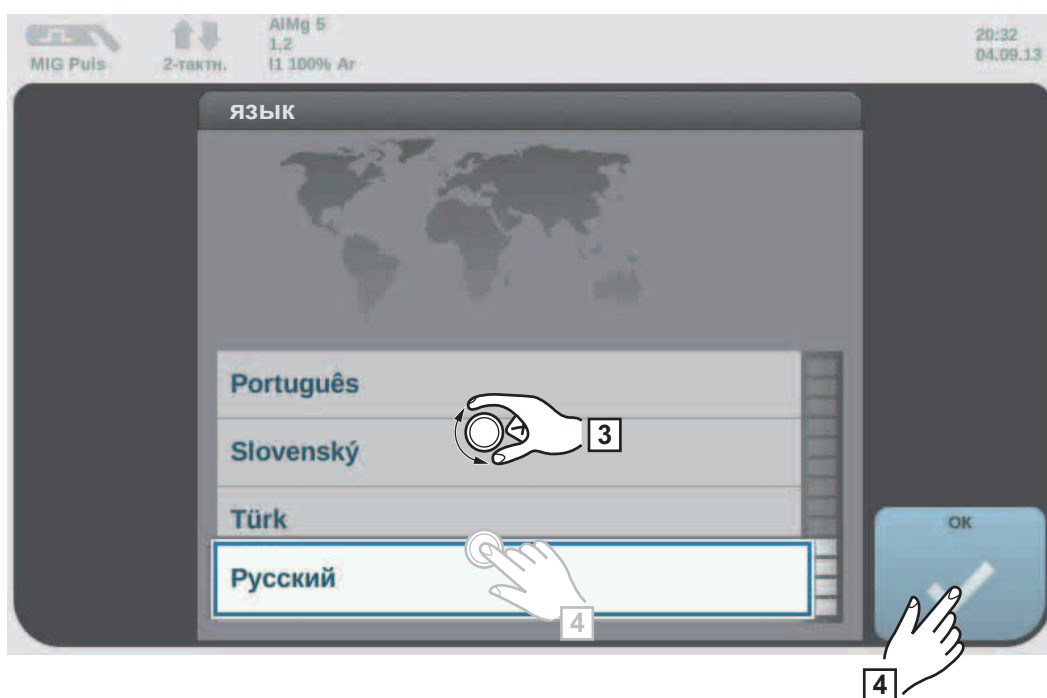 AlMg 5
1,2
MIG Puls 2-тактн. I1 100% Ar
20:32
04.09.13
язык
Português
3
Slovenský
Türk
OK
Русский
4
4